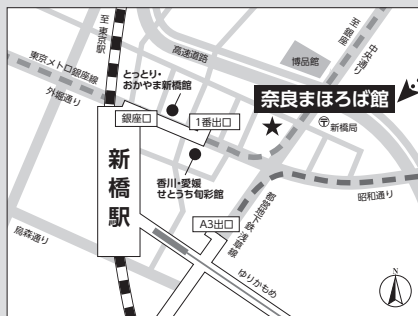 至 東京駅
高速道路
博品館
至 銀座
中央通り
東京メトロ銀座線
外堀通り
とっとり・
おかやま新橋館
奈良まほろば館
銀座口
1番出口
新橋局
新橋駅
香川・愛媛
せとうち旬彩館
昭和通り
都営地下鉄浅草線
A3出口
烏森通り
ゆりかもめ
N